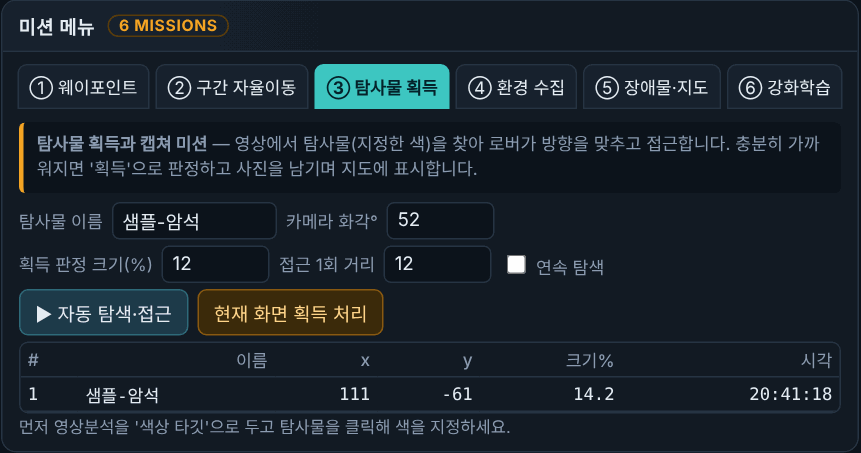 미션 메뉴 6 MISSIONS
① 웨이포인트 ② 구간 자율이동 ③ 탐사물 획득 ④ 환경 수집 ⑤ 장애물·지도 ⑥ 강화학습
탐사물 획득과 캡쳐 미션 — 영상에서 탐사물(지정한 색)을 찾아 로버가 방향을 맞추고 접근합니다. 충분히 가까
워지면 '획득'으로 판정하고 사진을 남기며 지도에 표시합니다.
탐사물 이름 샘플-암석 카메라 화각° 52
획득 판정 크기(%) 12 접근 1회 거리 12 연속 탐색
▶ 자동 탐색·접근 현재 화면 획득 처리
# 이름 x y 크기% 시각
1 샘플-암석 111 -61 14.2 20:41:18
먼저 영상분석을 '색상 타깃'으로 두고 탐사물을 클릭해 색을 지정하세요.